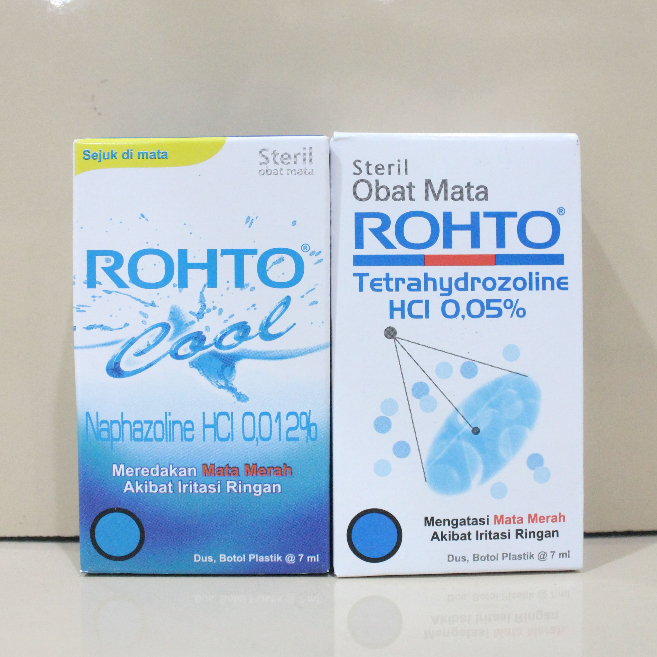 Sejuk di mata
Steril
obat mata
ROHTO®
Cool
Naphazoline HCl 0,012%
Meredakan Mata Merah
Akibat Iritasi Ringan
Dus, Botol Plastik @ 7 ml
Steril
Obat Mata
ROHTO®
Tetrahydrozoline
HCl 0,05%
Mengatasi Mata Merah
Akibat Iritasi Ringan
Dus, Botol Plastik @ 7 ml